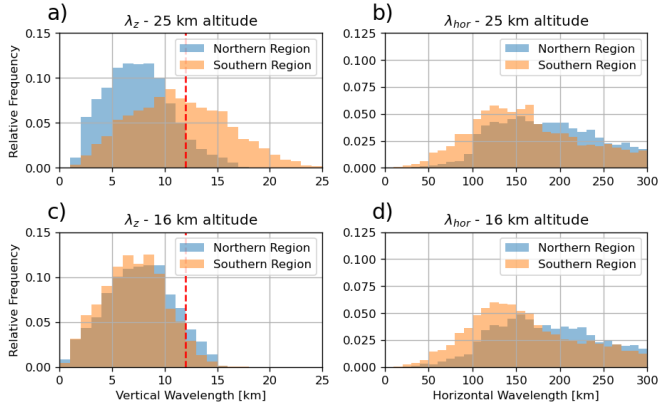 a)
λz - 25 km altitude
Relative Frequency
0.15
0.10
0.05
0.00
0
5
10
15
20
25
Northern Region
Southern Region
b)
λhor - 25 km altitude
0.125
0.100
0.075
0.050
0.025
0.000
0
50
100
150
200
250
300
Northern Region
Southern Region
c)
λz - 16 km altitude
Relative Frequency
0.15
0.10
0.05
0.00
0
5
10
15
20
25
Vertical Wavelength [km]
Northern Region
Southern Region
d)
λhor - 16 km altitude
0.125
0.100
0.075
0.050
0.025
0.000
0
50
100
150
200
250
300
Horizontal Wavelength [km]
Northern Region
Southern Region